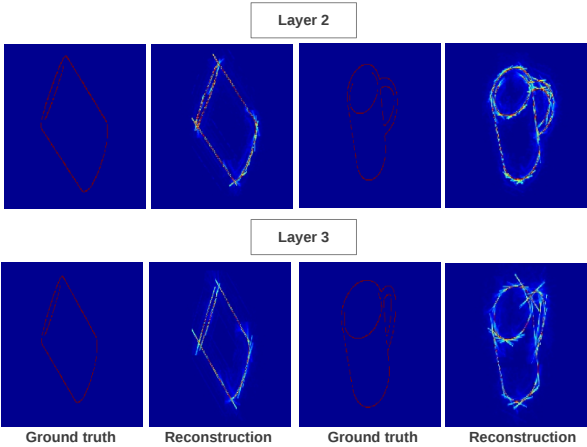 Layer 2
Layer 3
Ground truth Reconstruction Ground truth Reconstruction